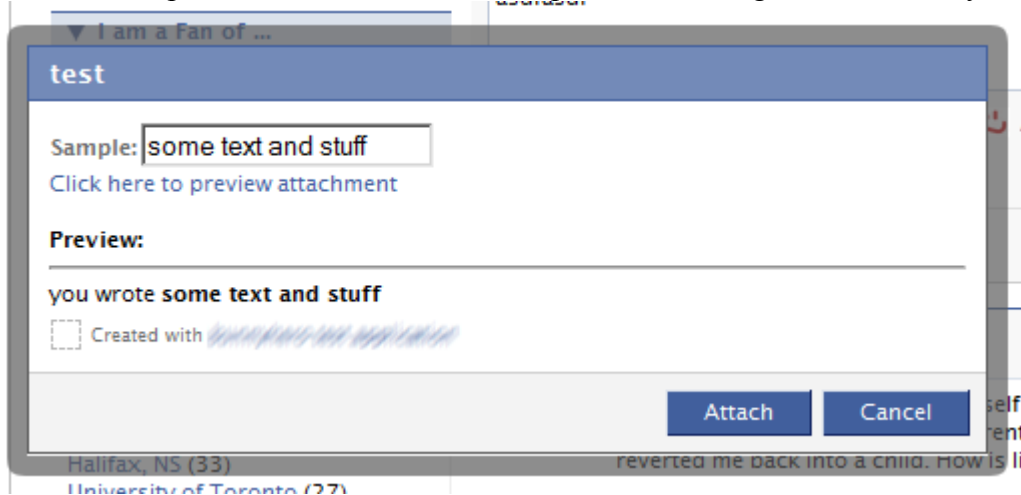 ▼ I am a Fan of ...
test
Sample: some text and stuff
Click here to preview attachment
Preview:
you wrote some text and stuff
Created with
Attach Cancel
self
Halifax, NS (33)
reverted me back into a child. How is li
University of Toronto (27)